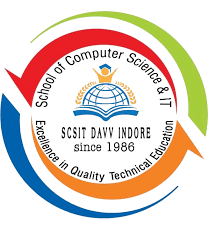 School of Computer Science & IT
SCSIT DAVV INDORE
since 1986
Excellence in Quality Technical Education